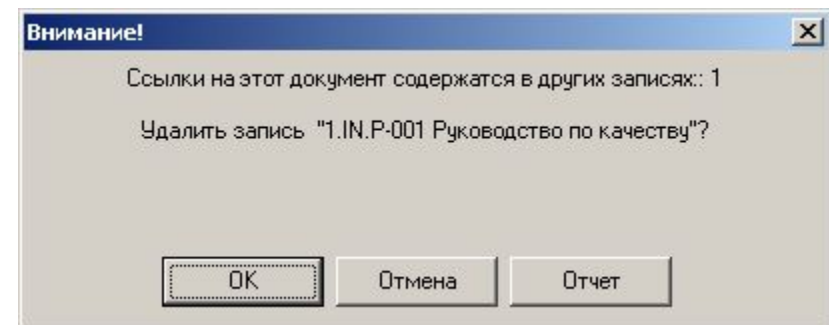 Внимание!
Ссылки на этот документ содержатся в других записях:: 1
Удалить запись "1.IN.P-001 Руководство по качеству"?
OK
Отмена
Отчет